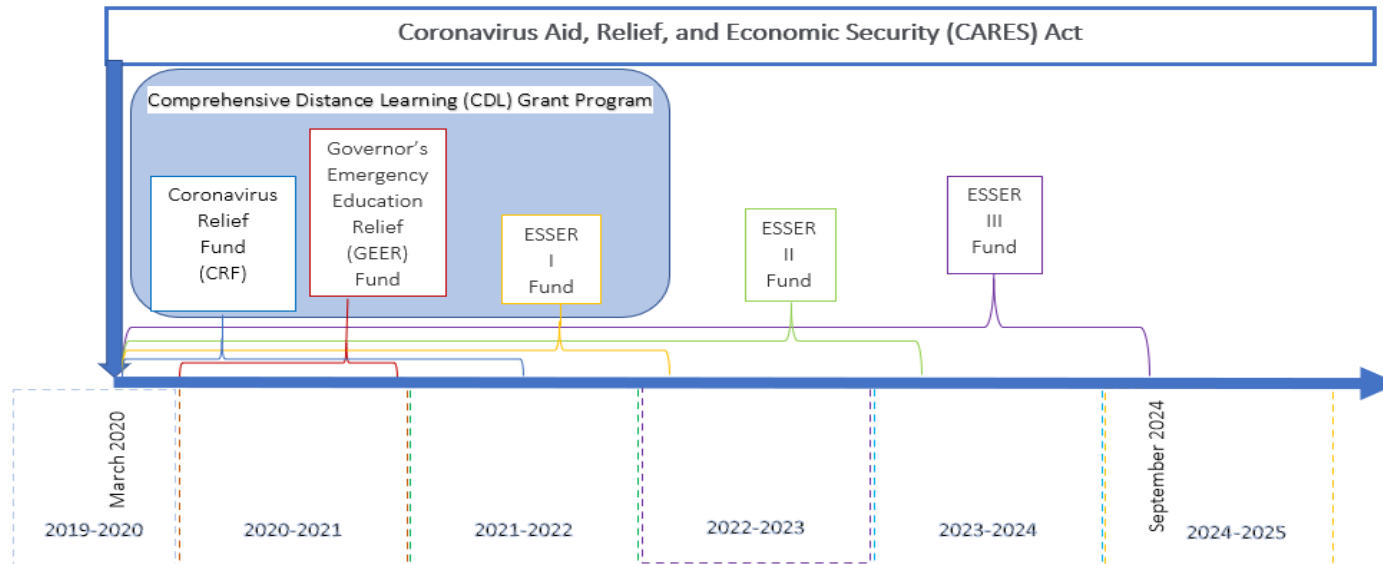 Coronavirus Aid, Relief, and Economic Security (CARES) Act
Comprehensive Distance Learning (CDL) Grant Program
Coronavirus
Relief
Fund
(CRF)
Governor's
Emergency
Education
Relief
(GEER)
Fund
ESSER
I
Fund
ESSER
II
Fund
ESSER
III
Fund
March 2020
September 2024
2019-2020
2020-2021
2021-2022
2022-2023
2023-2024
2024-2025